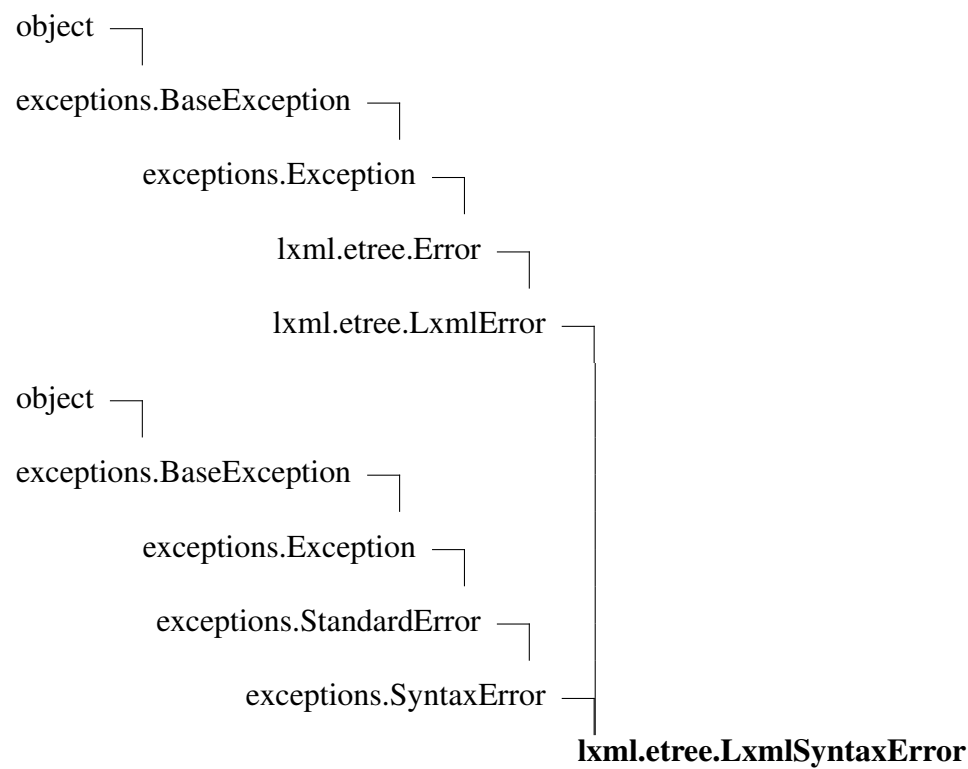 object
exceptions.BaseException
exceptions.Exception
lxml.etree.Error
lxml.etree.LxmlError
object
exceptions.BaseException
exceptions.Exception
exceptions.StandardError
exceptions.SyntaxError
lxml.etree.LxmlSyntaxError